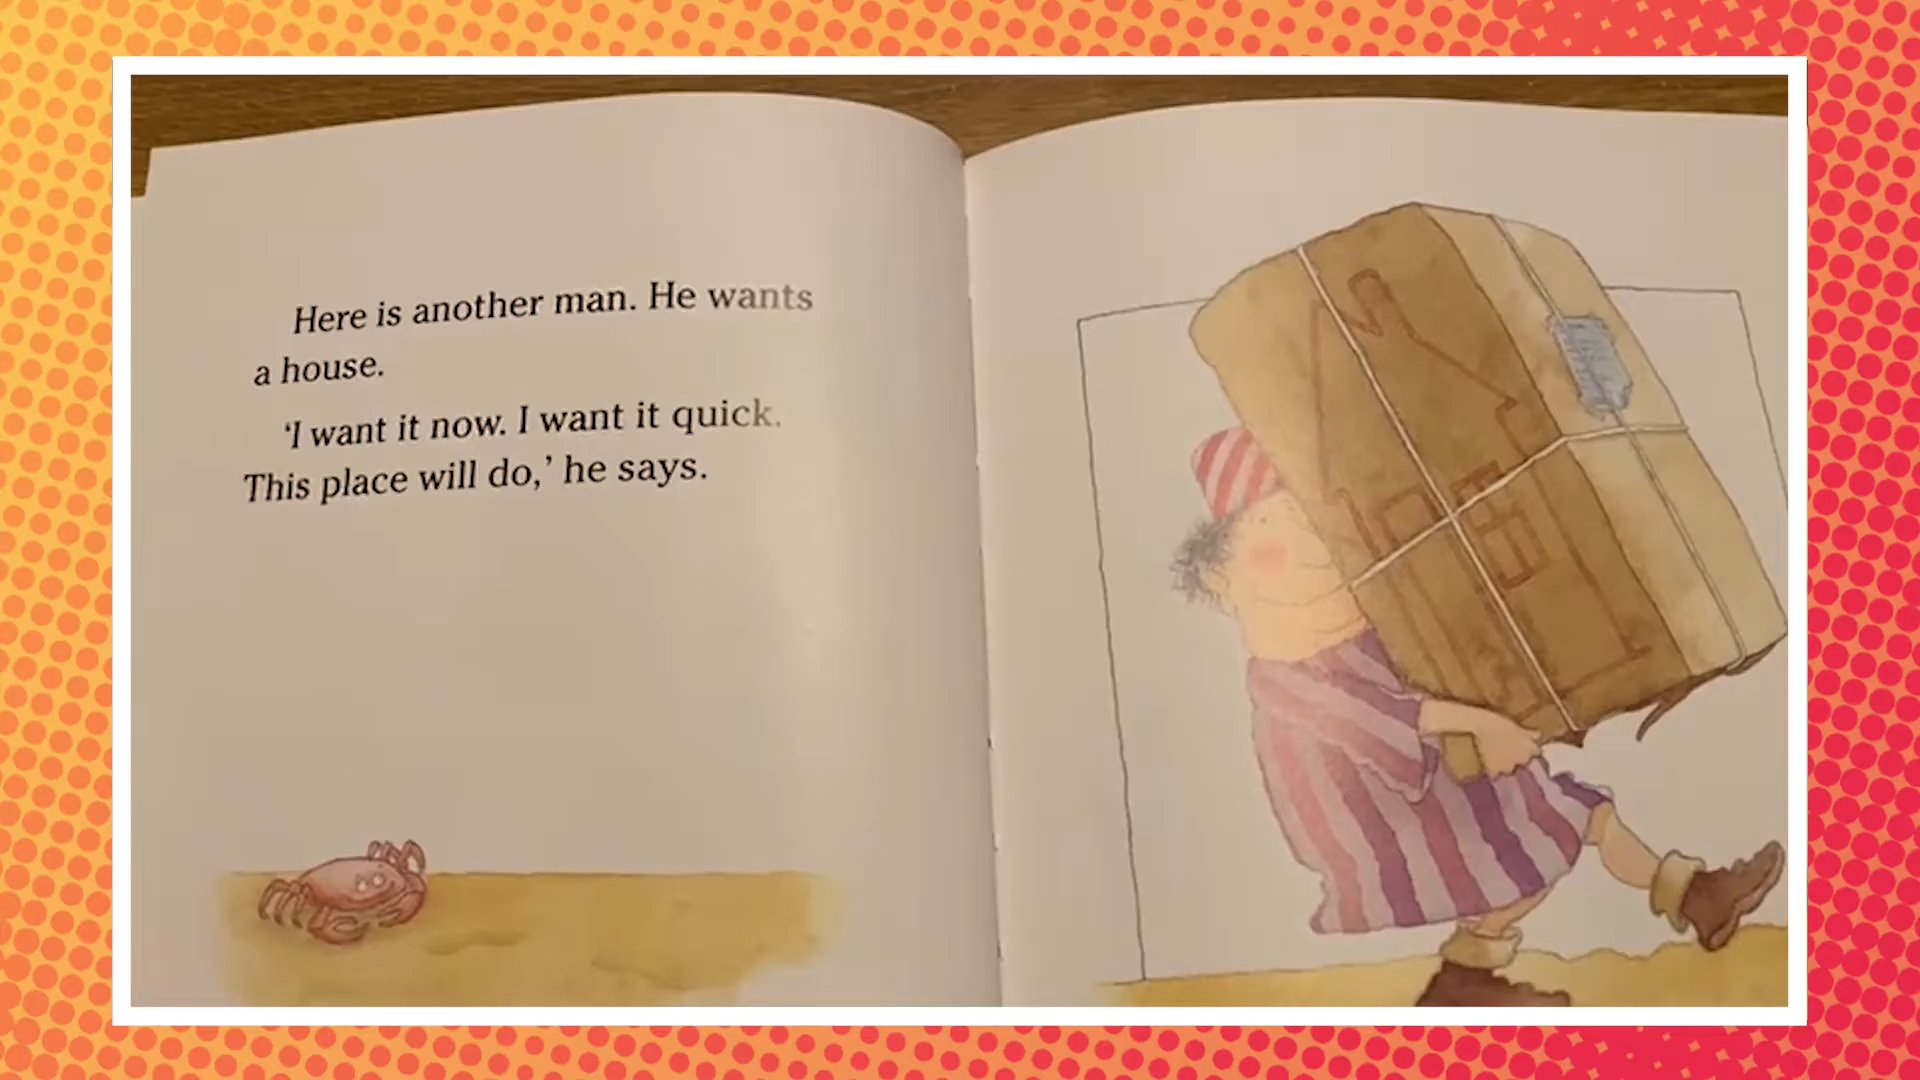 Here is another man. He wants
a house.
‘I want it now. I want it quick.
This place will do,’ he says.